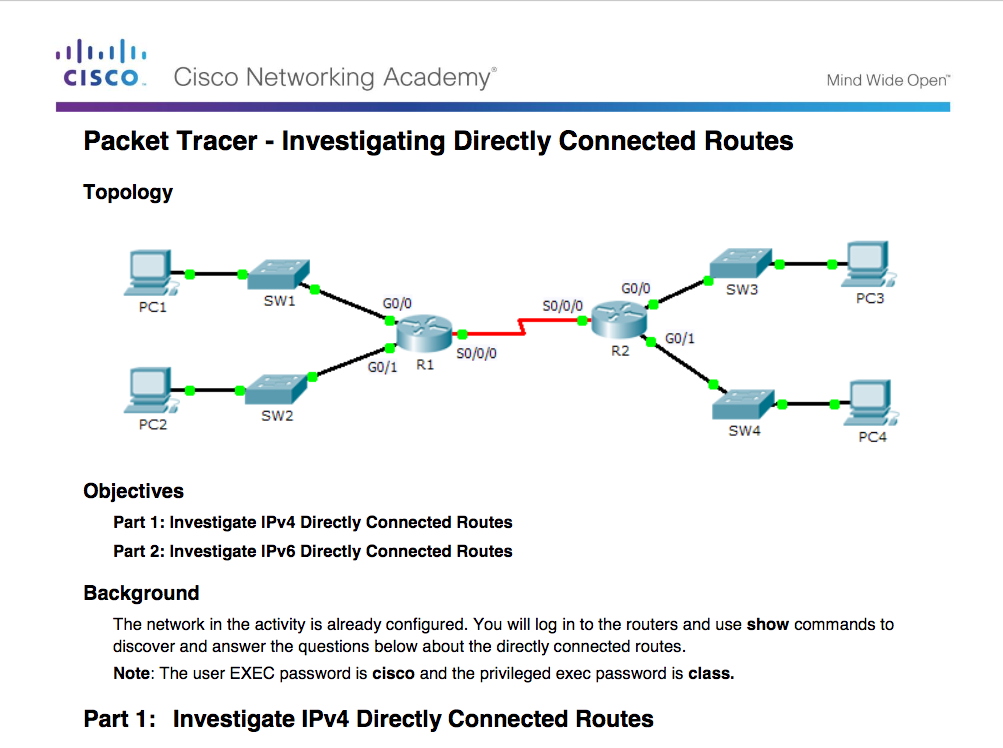 CISCO™ Cisco Networking Academy® Mind Wide Open™
Packet Tracer - Investigating Directly Connected Routes
Topology
PC1
SW1
G0/0
R1
S0/0/0
G0/1
PC2
SW2
S0/0/0
G0/0
R2
G0/1
SW3
PC3
SW4
PC4
Objectives
Part 1: Investigate IPv4 Directly Connected Routes
Part 2: Investigate IPv6 Directly Connected Routes
Background
The network in the activity is already configured. You will log in to the routers and use show commands to
discover and answer the questions below about the directly connected routes.
Note: The user EXEC password is cisco and the privileged exec password is class.
Part 1: Investigate IPv4 Directly Connected Routes